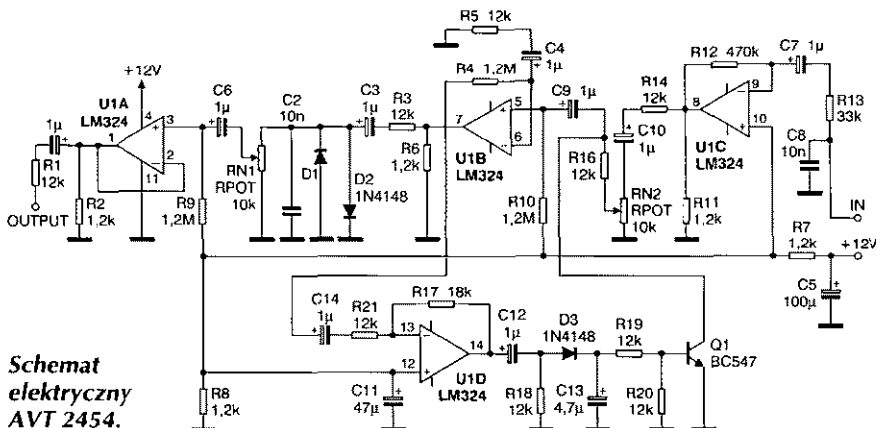 R5 12k
C4
1µ
R4 1,2M
+12V
U1A
LM324
4
3
1
2
11
1µ
R1
12k
OUTPUT
R2
1,2k
R9
1,2M
C6
1µ
RN1
RPOT
10k
C2
10n
D1
D2
1N4148
C3
1µ
R3
12k
R6
1,2k
7
5
6
U1B
LM324
C9
1µ
R10
1,2M
R16
12k
R14
12k
C10
1µ
RN2
RPOT
10k
R12 470k
8
9
10
U1C
LM324
R11
1,2k
C7
1µ
R13
33k
C8
10n
IN
R7
1,2k
+12V
C5
100µ
C14
1µ
R21
12k
R17 18k
13
12
14
U1D
LM324
C11
47µ
C12
1µ
R18
12k
D3
1N4148
C13
4,7µ
R19
12k
R20
12k
Q1
BC547
R8
1,2k
Schemat
elektryczny
AVT 2454.